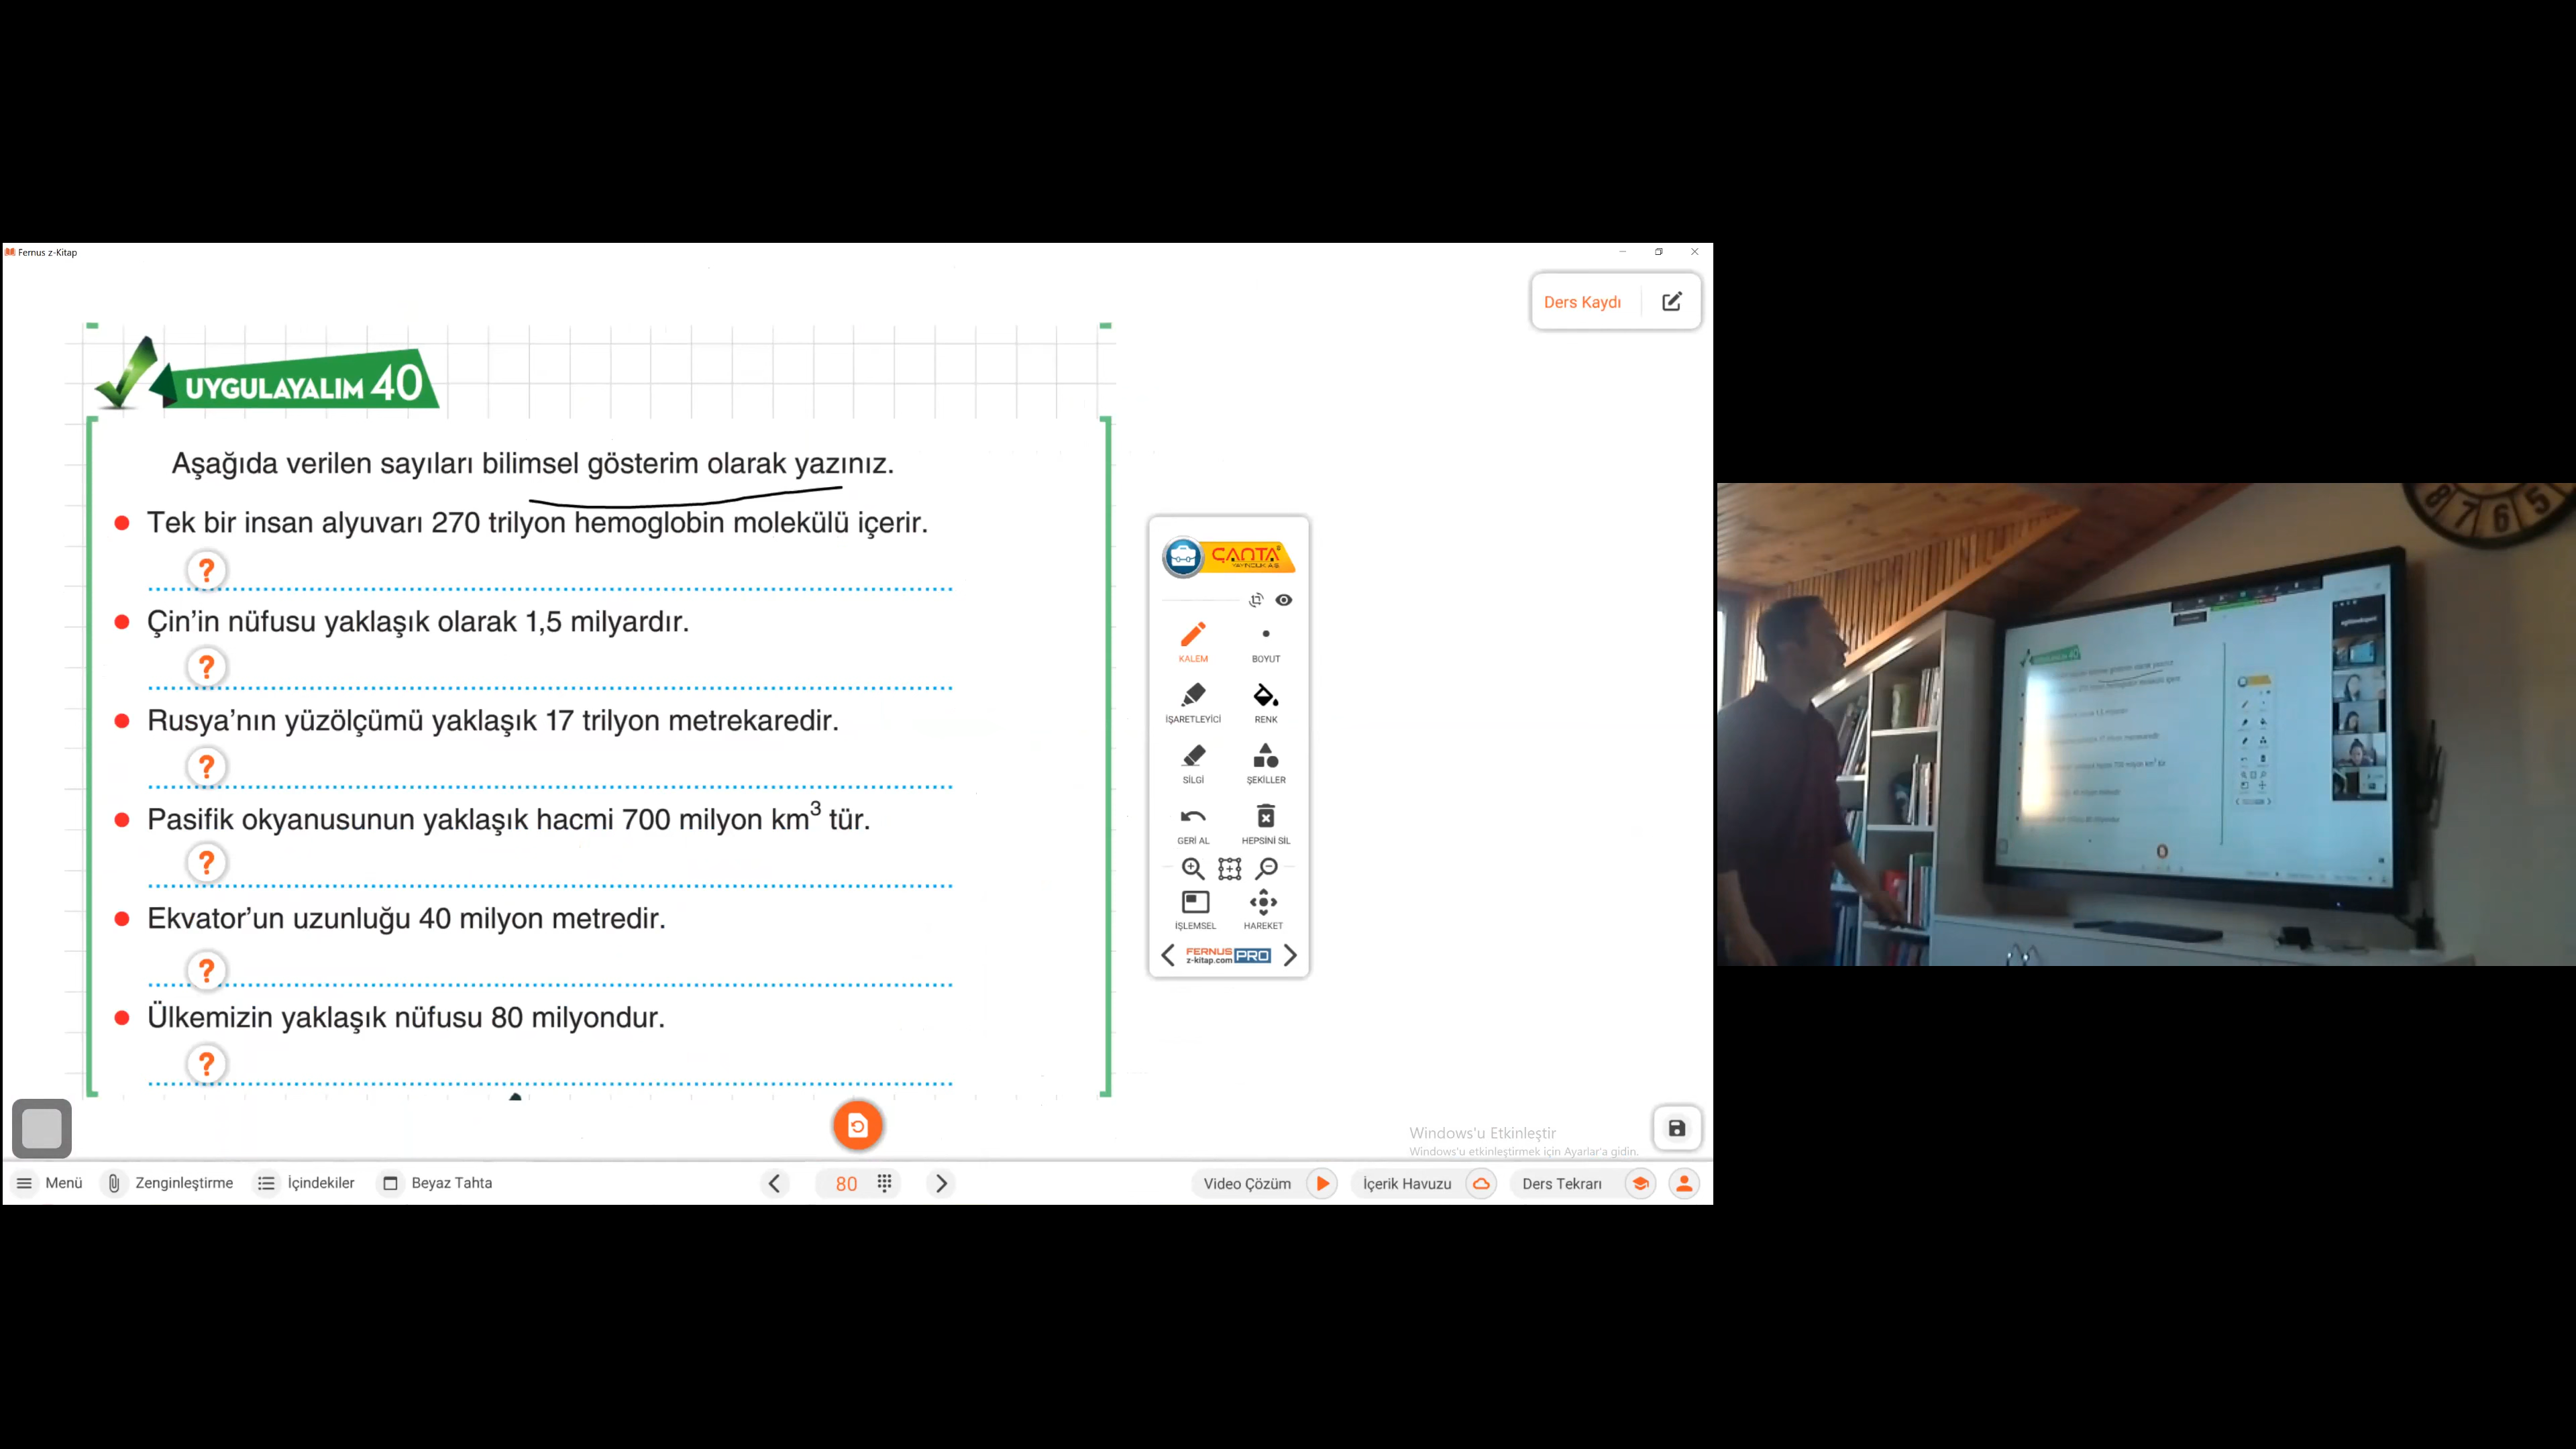 Fernus z-Kitap
Ders Kaydı
UYGULAYALIM 40
Aşağıda verilen sayıları bilimsel gösterim olarak yazınız.
Tek bir insan alyuvarı 270 trilyon hemoglobin molekülü içerir.
?
Çin'in nüfusu yaklaşık olarak 1,5 milyardır.
?
Rusya'nın yüzölçümü yaklaşık 17 trilyon metrekaredir.
?
Pasifik okyanusunun yaklaşık hacmi 700 milyon km³ tür.
?
Ekvator'un uzunluğu 40 milyon metredir.
?
Ülkemizin yaklaşık nüfusu 80 milyondur.
?
ÇANTA
YAYINCILIK A.Ş.
KALEM BOYUT
İŞARETLEYİCİ RENK
SİLGİ ŞEKİLLER
GERİ AL HEPSİNİ SİL
İŞLEMSEL HAREKET
FERNUS PRO
z-kitap.com
Windows'u Etkinleştir
Windows'u etkinleştirmek için Ayarlar'a gidin.
Menü Zenginleştirme İçindekiler Beyaz Tahta 80 Video Çözüm İçerik Havuzu Ders Tekrarı
8 7 6 5